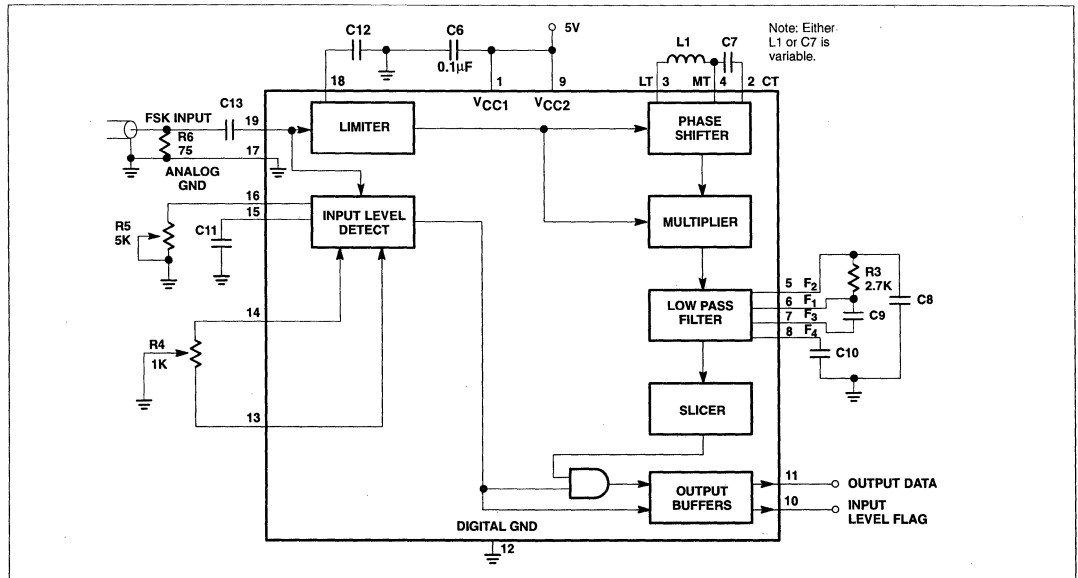 C12
C6
0.1μF
5V
L1
C7
Note: Either
L1 or C7 is
variable.
18
1
9
LT 3
MT 4
2 CT
VCC1
VCC2
C13
FSK INPUT
19
R6
75
17
ANALOG
GND
LIMITER
PHASE
SHIFTER
16
15
R5
5K
C11
INPUT LEVEL
DETECT
MULTIPLIER
14
R4
1K
13
LOW PASS
FILTER
5 F2
6 F1
7 F3
8 F4
R3
2.7K
C9
C8
C10
SLICER
OUTPUT
BUFFERS
11
OUTPUT DATA
10
INPUT
LEVEL FLAG
DIGITAL GND
12